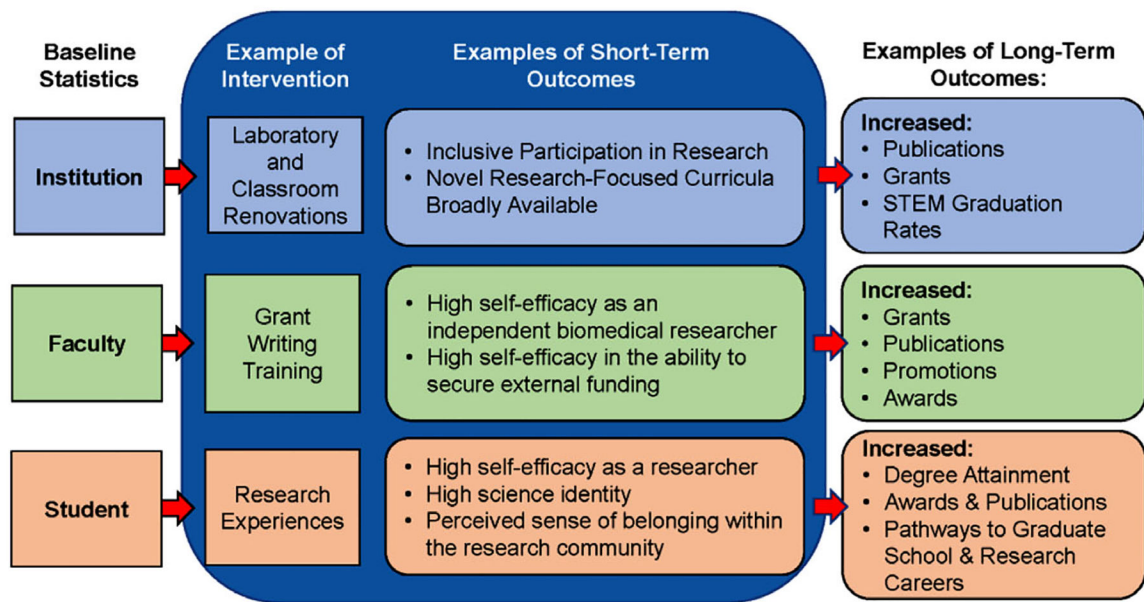 Baseline
Statistics
Example of
Intervention
Examples of Short-Term
Outcomes
Examples of Long-Term
Outcomes:
Institution
Laboratory
and
Classroom
Renovations
• Inclusive Participation in Research
• Novel Research-Focused Curricula
Broadly Available
Increased:
• Publications
• Grants
• STEM Graduation
Rates
Faculty
Grant
Writing
Training
• High self-efficacy as an
independent biomedical researcher
• High self-efficacy in the ability to
secure external funding
Increased:
• Grants
• Publications
• Promotions
• Awards
Student
Research
Experiences
• High self-efficacy as a researcher
• High science identity
• Perceived sense of belonging within
the research community
Increased:
• Degree Attainment
• Awards & Publications
• Pathways to Graduate
School & Research
Careers